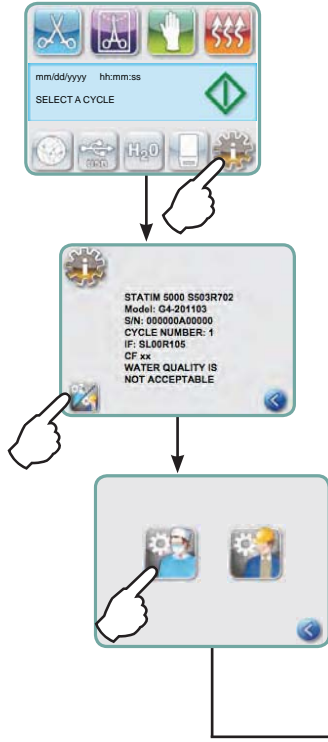 mm/dd/yyyy hh:mm:ss
SELECT A CYCLE
USB
H2O
STATIM 5000 S503R702
Model: G4-201103
S/N: 000000A00000
CYCLE NUMBER: 1
IF: SL00R105
CF xx
WATER QUALITY IS
NOT ACCEPTABLE